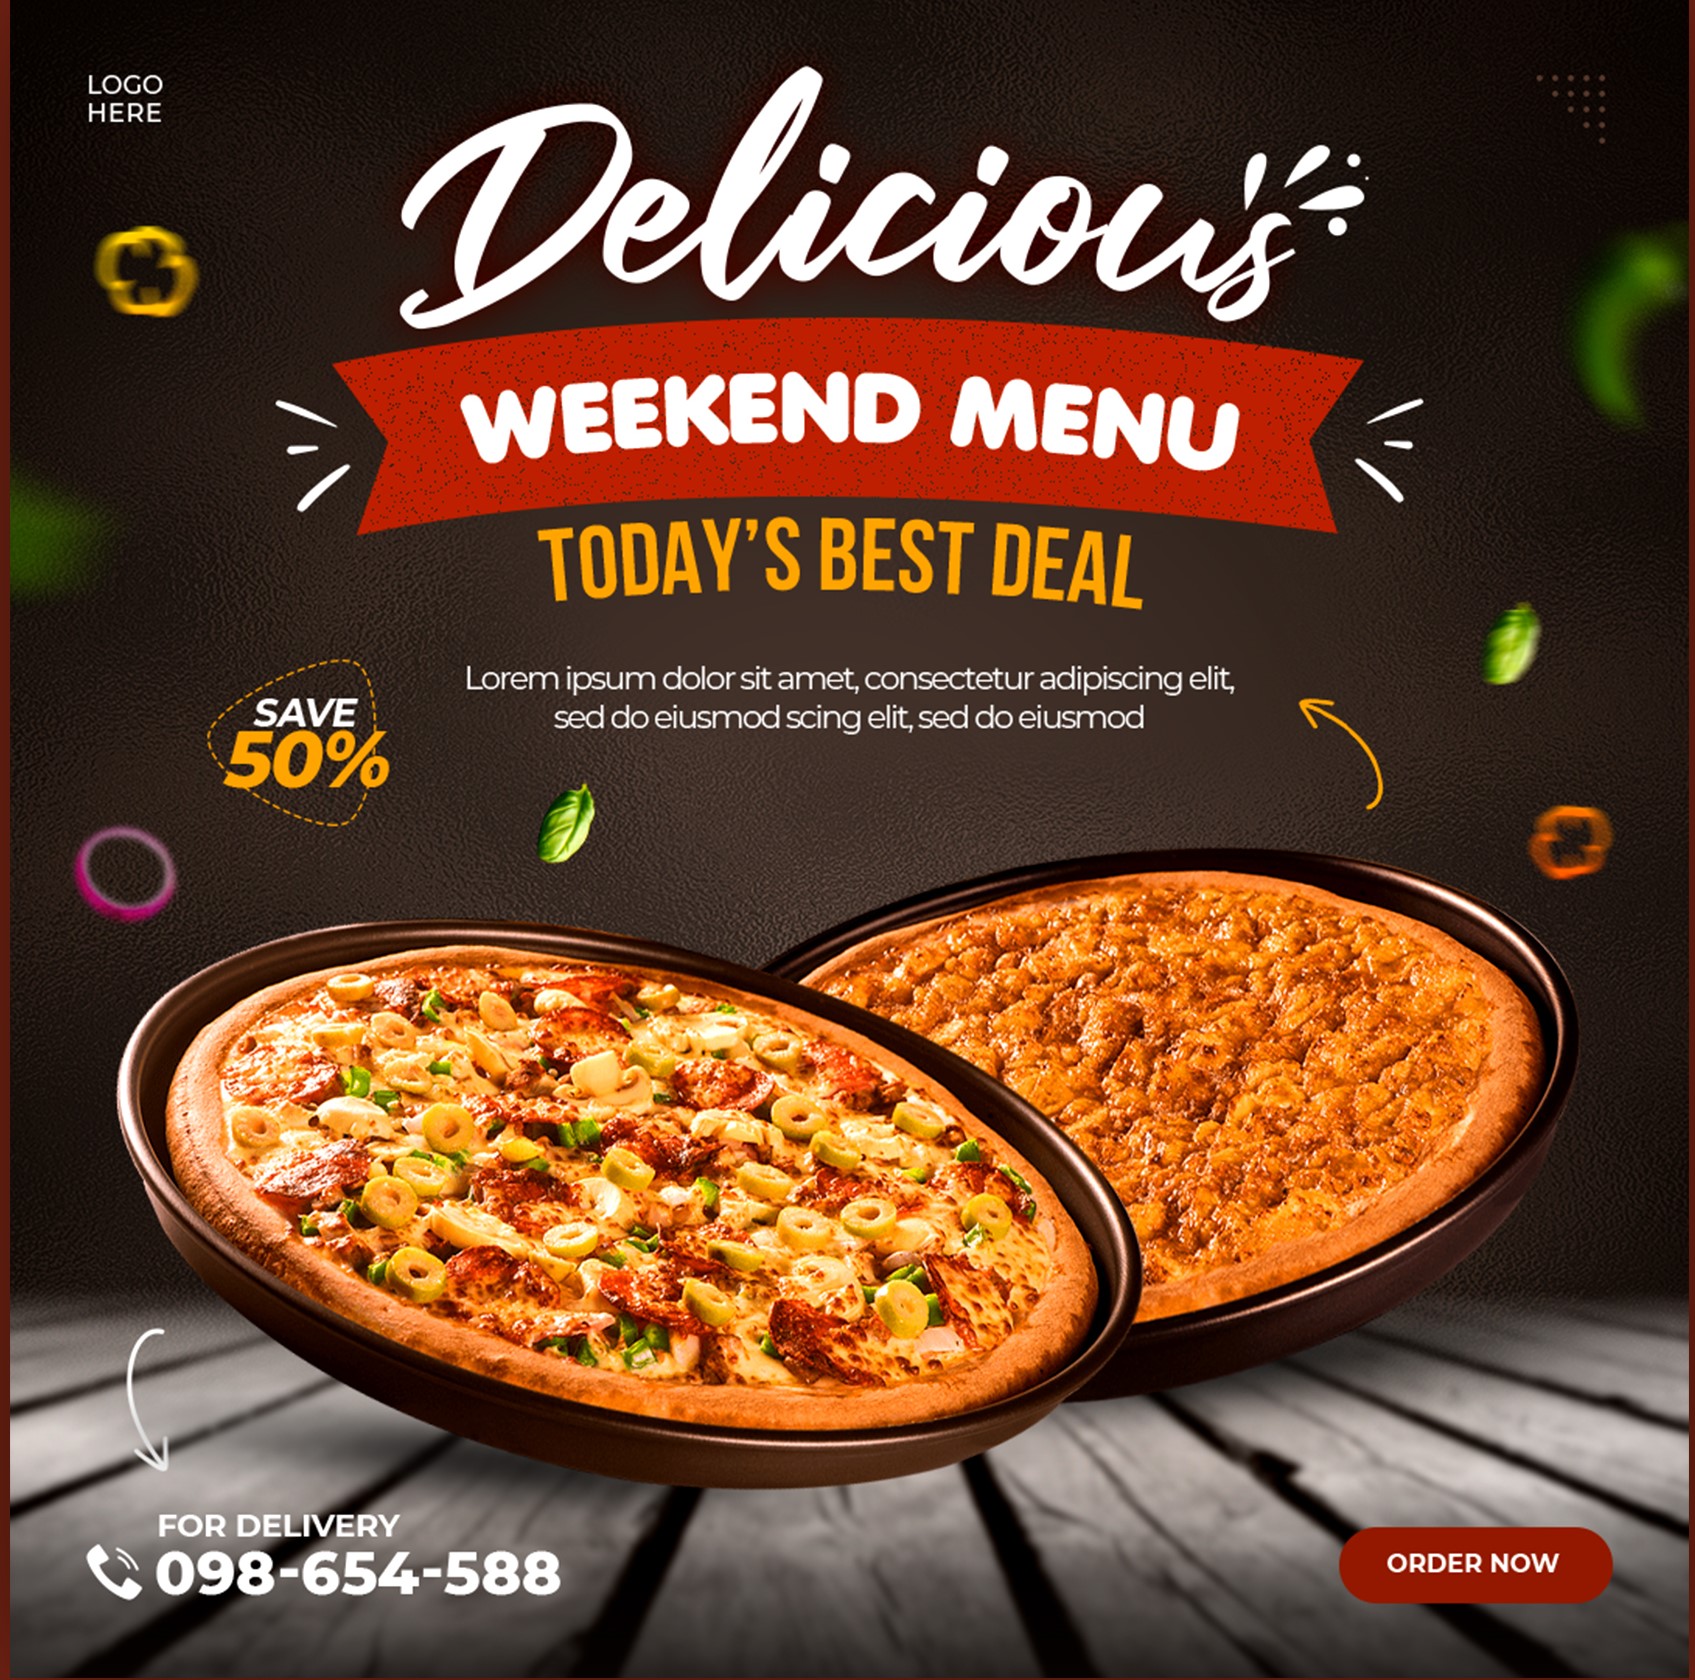 LOGO
HERE
Delicious
WEEKEND MENU
TODAY'S BEST DEAL
Lorem ipsum dolor sit amet, consectetur adipiscing elit,
sed do eiusmod scing elit, sed do eiusmod
SAVE
50%
FOR DELIVERY
098-654-588
ORDER NOW